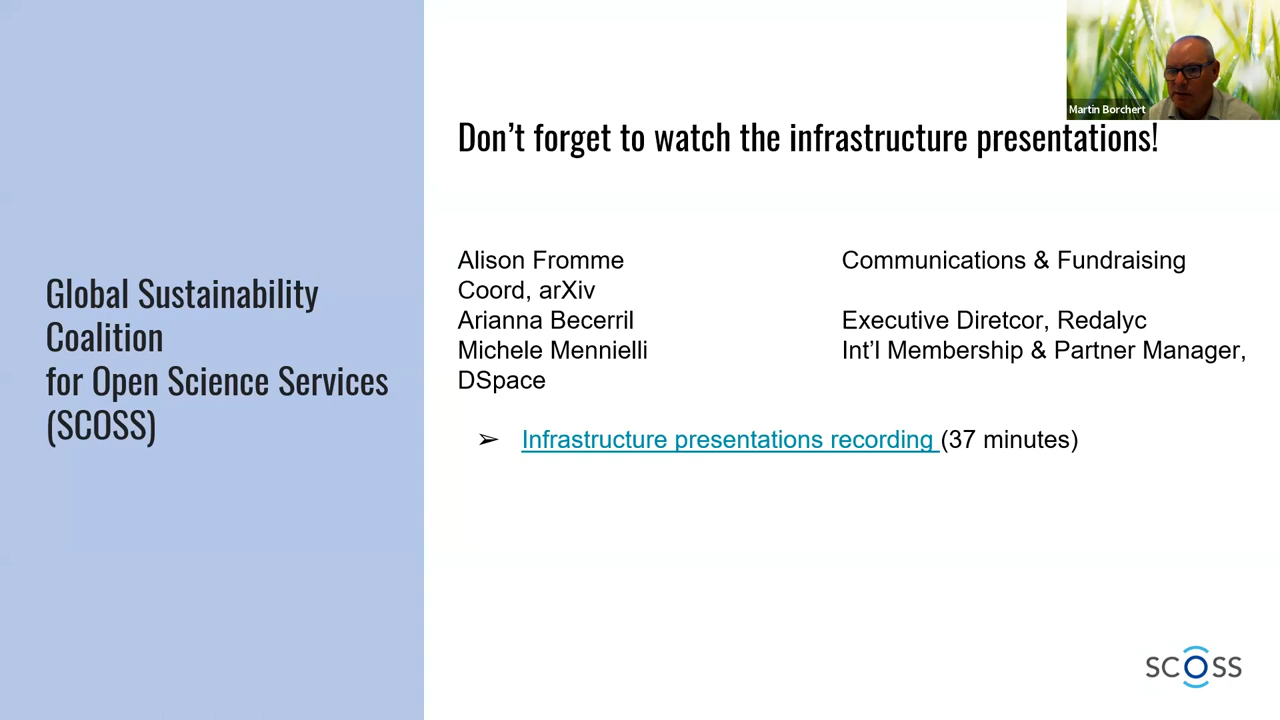 Martin Borchert
Don't forget to watch the infrastructure presentations!
Global Sustainability
Coalition
for Open Science Services
(SCOSS)
Alison Fromme Communications & Fundraising
Coord, arXiv
Arianna Becerril Executive Diretcor, Redalyc
Michele Mennielli Int'l Membership & Partner Manager,
DSpace
➢ Infrastructure presentations recording (37 minutes)
SCOSS